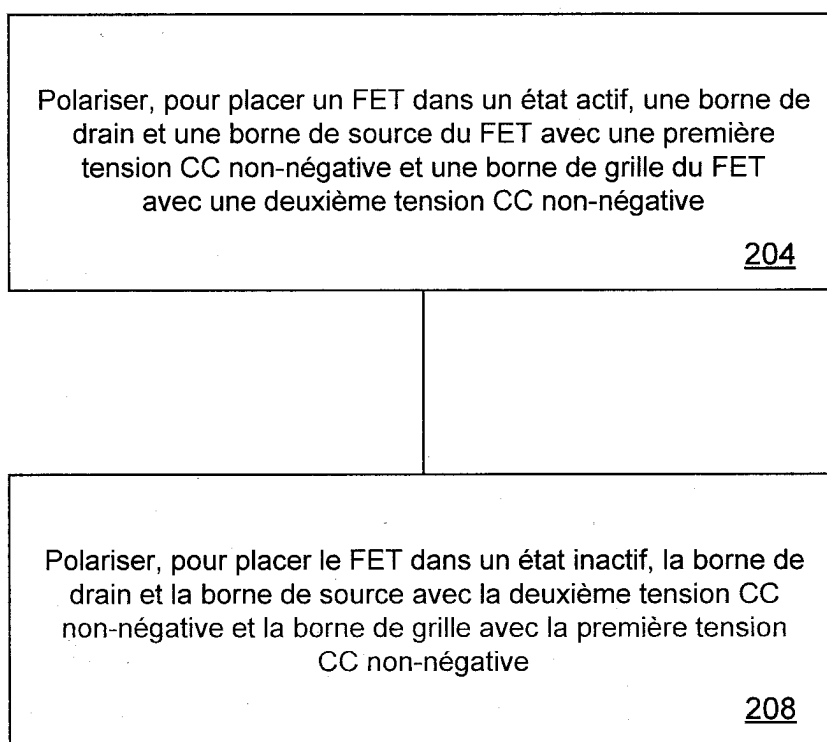 Polariser, pour placer un FET dans un état actif, une borne de
drain et une borne de source du FET avec une première
tension CC non-négative et une borne de grille du FET
avec une deuxième tension CC non-négative
204
Polariser, pour placer le FET dans un état inactif, la borne de
drain et la borne de source avec la deuxième tension CC
non-négative et la borne de grille avec la première tension
CC non-négative
208